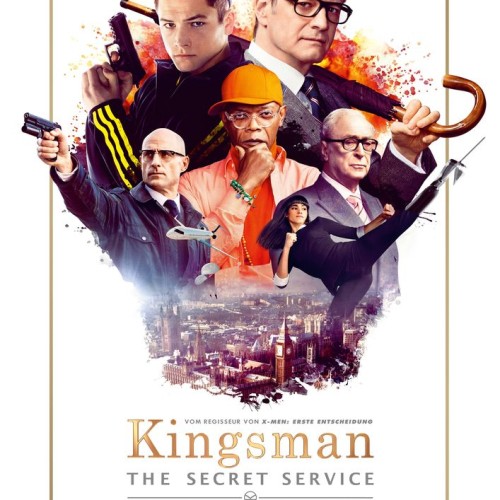 VOM REGISSEUR VON X-MEN: ERSTE ENTSCHEIDUNG
Kingsman
THE SECRET SERVICE